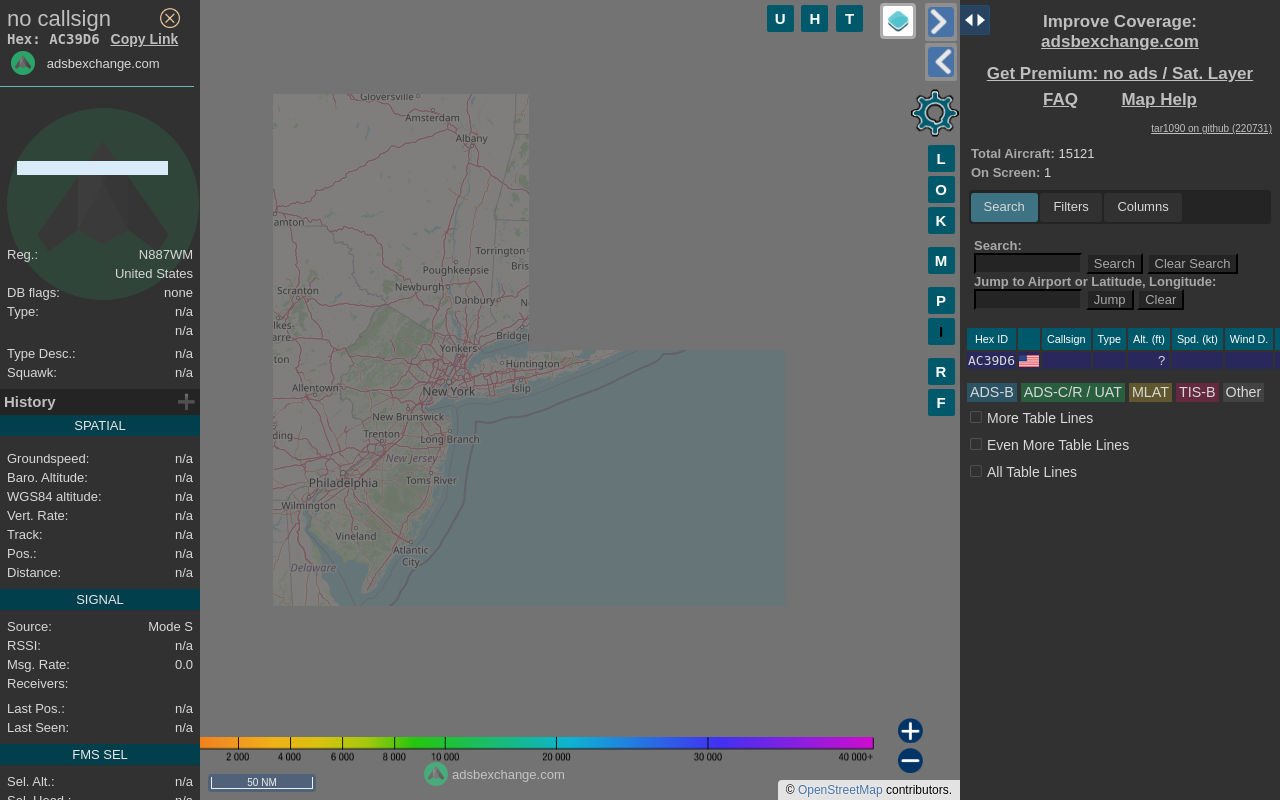 no callsign
Hex: AC39D6 Copy Link
adsbexchange.com
Reg.: N887WM
United States
DB flags: none
Type: n/a
n/a
Type Desc.: n/a
Squawk: n/a
History
SPATIAL
Groundspeed: n/a
Baro. Altitude: n/a
WGS84 altitude: n/a
Vert. Rate: n/a
Track: n/a
Pos.: n/a
Distance: n/a
SIGNAL
Source: Mode S
RSSI: n/a
Msg. Rate: 0.0
Receivers:
Last Pos.: n/a
Last Seen: n/a
FMS SEL
Sel. Alt.: n/a
Sel. Head.: n/a
U H T
L
O
K
M
P
I
R
F
Gloversville
Amsterdam
Albany
amton
Torrington
Bris
Poughkeepsie
Newburgh
Scranton
Danbury
N
lkes-
arre
Bridgep
Yonkers
ton
Huntington
Allentown
New York
Islip
New Brunswick
ding
Trenton
Long Branch
New Jersey
Philadelphia
Toms River
Wilmington
Vineland
Atlantic
City
Delaware
2 000 4 000 6 000 8 000 10 000 20 000 30 000 40 000+
adsbexchange.com
50 NM
© OpenStreetMap contributors.
Improve Coverage:
adsbexchange.com
Get Premium: no ads / Sat. Layer
FAQ Map Help
tar1090 on github (220731)
Total Aircraft: 15121
On Screen: 1
Search Filters Columns
Search:
Search Clear Search
Jump to Airport or Latitude, Longitude:
Jump Clear
Hex ID Callsign Type Alt. (ft) Spd. (kt) Wind D.
AC39D6 ?
ADS-B ADS-C/R / UAT MLAT TIS-B Other
More Table Lines
Even More Table Lines
All Table Lines